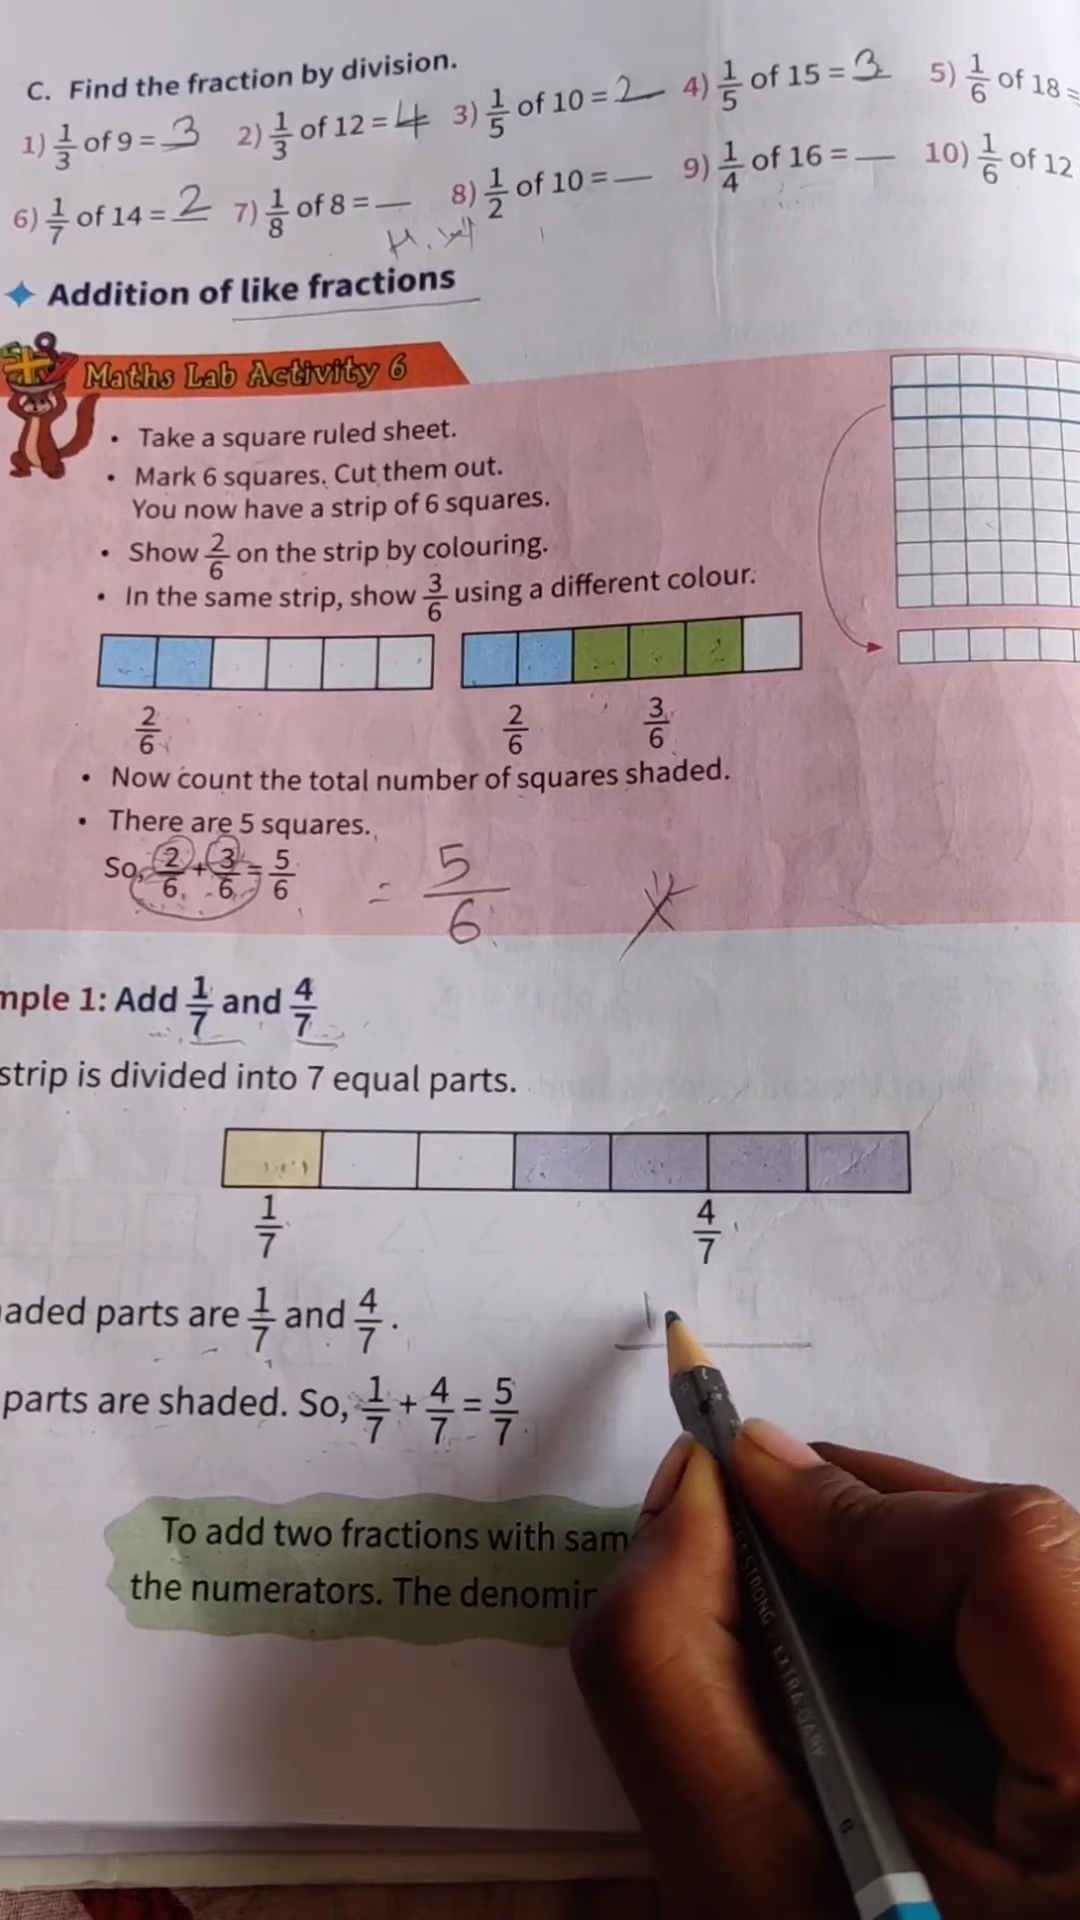 C. Find the fraction by division.
1) 1/3 of 9 = 3 2) 1/3 of 12 = 4 3) 1/5 of 10 = 2 4) 1/5 of 15 = 3 5) 1/6 of 18 =
6) 1/7 of 14 = 2 7) 1/8 of 8 = __ 8) 1/2 of 10 = __ 9) 1/4 of 16 = __ 10) 1/6 of 12
Addition of like fractions
Maths Lab Activity 6
• Take a square ruled sheet.
• Mark 6 squares. Cut them out.
You now have a strip of 6 squares.
• Show 2/6 on the strip by colouring.
• In the same strip, show 3/6 using a different colour.
2/6 2/6 3/6
• Now count the total number of squares shaded.
• There are 5 squares.
So, 2/6 + 3/6 = 5/6 = 5/6
mple 1: Add 1/7 and 4/7
strip is divided into 7 equal parts.
1/7 4/7
aded parts are 1/7 and 4/7.
parts are shaded. So, 1/7 + 4/7 = 5/7
1
To add two fractions with sam
the numerators. The denomin
EXTRA DARK